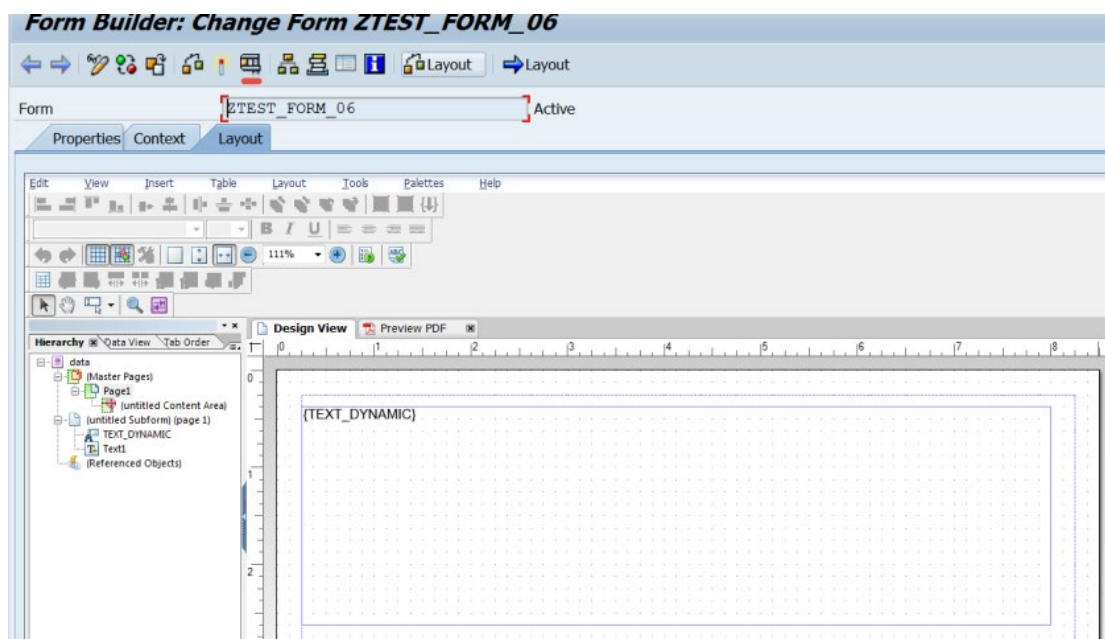 Form Builder: Change Form ZTEST_FORM_06
Layout Layout
Form ZTEST_FORM_06 Active
Properties Context Layout
Edit View Insert Table Layout Tools Palettes Help
B I U
111%
Design View Preview PDF
Hierarchy Data View Tab Order
0 1 2 3 4 5 6 7 8
data
(Master Pages)
Page1
(untitled Content Area)
(untitled Subform) (page 1)
TEXT_DYNAMIC
Text1
(Referenced Objects)
0
{TEXT_DYNAMIC}
1
2